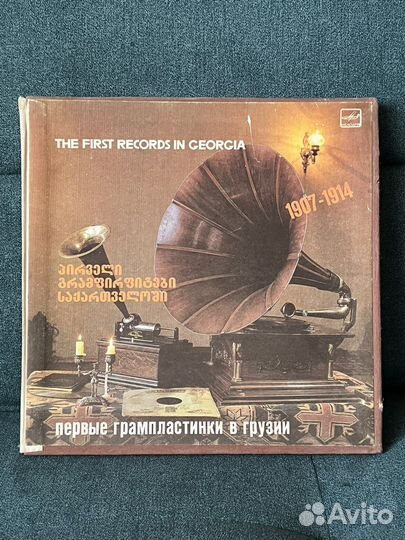 THE FIRST RECORDS IN GEORGIA
1907-1914
პირველი
გრამფირფიტები
საქართველოში
первые грампластинки в грузии
Avito